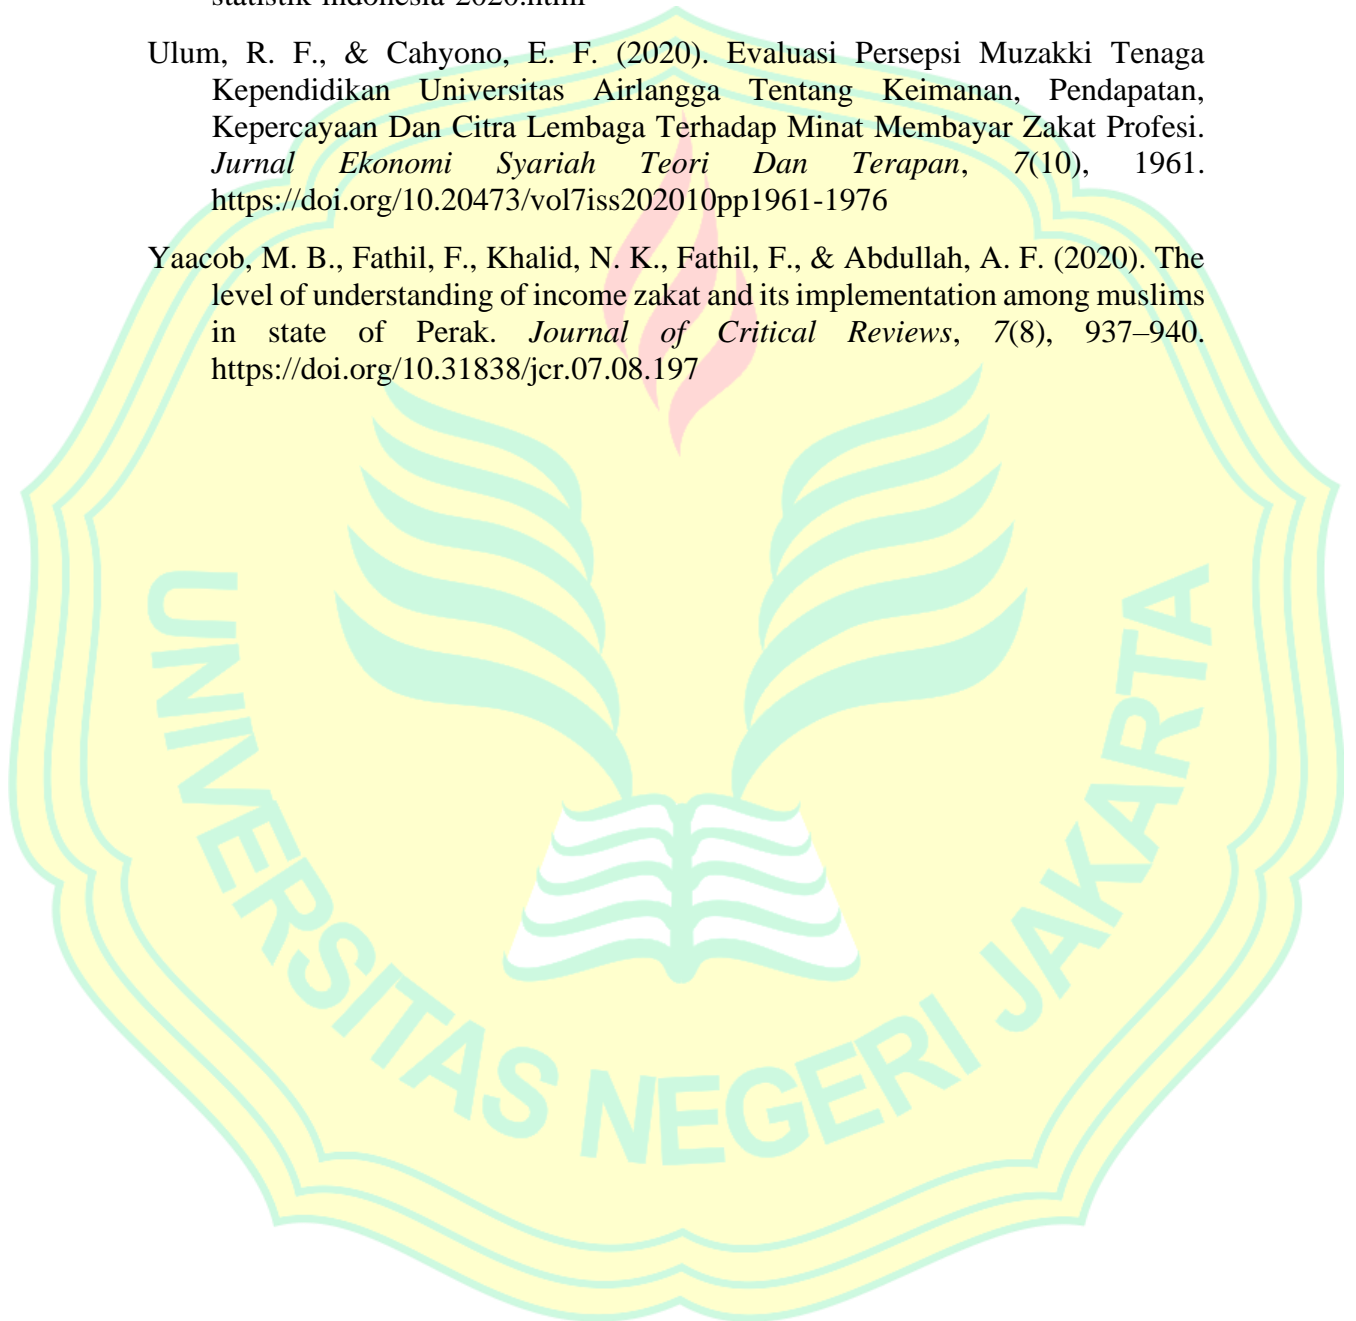 statistik-indonesia-2020.html
Ulum, R. F., & Cahyono, E. F. (2020). Evaluasi Persepsi Muzakki Tenaga
Kependidikan Universitas Airlangga Tentang Keimanan, Pendapatan,
Kepercayaan Dan Citra Lembaga Terhadap Minat Membayar Zakat Profesi.
Jurnal Ekonomi Syariah Teori Dan Terapan, 7(10), 1961.
https://doi.org/10.20473/vol7iss202010pp1961-1976
Yaacob, M. B., Fathil, F., Khalid, N. K., Fathil, F., & Abdullah, A. F. (2020). The
level of understanding of income zakat and its implementation among muslims
in state of Perak. Journal of Critical Reviews, 7(8), 937–940.
https://doi.org/10.31838/jcr.07.08.197
UNIVERSITAS NEGERI JAKARTA